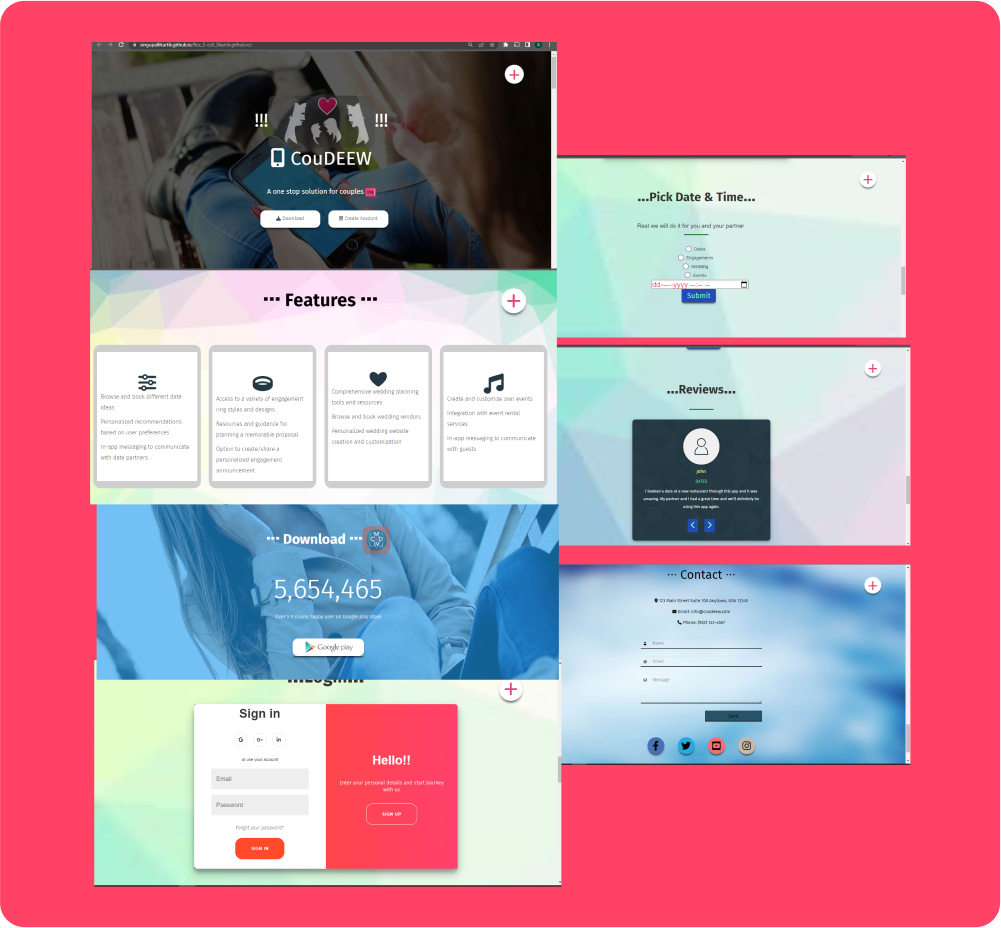 !!! !!!
CouDEEW
A one stop solution for couples
Download Create Account
··· Features ···
Browse and book different date
ideas
Personalized recommendations
based on user preferences
In-app messaging to communicate
with date partners
Access to a variety of engagement
ring styles and designs
Resources and guidance for
planning a memorable proposal
Option to create/share a
personalized engagement
announcement
Comprehensive wedding planning
tools and resources
Browse and book wedding vendors
Personalized wedding website
creation and customization
Create and customize own events
Integration with event rental
services
In-app messaging to communicate
with guests
··· Download ···
5,654,465
Over 5 millions happy user on Google play store
Google play
...Login...
Sign in
G G+ in
or use your account
Email
Password
Forgot your password?
SIGN IN
Hello!!
Enter your personal details and start journey
with us
SIGN UP
...Pick Date & Time...
Rest we will do it for you and your partner
Dates
Engagements
Wedding
Events
dd-----yyyy --:-- --
Submit
...Reviews...
John
DATES
I booked a date at a new restaurant through this app and it was
amazing. My partner and I had a great time and we'll definitely be
using this app again.
··· Contact ···
123 Main Street Suite 100 Anytown, USA 12345
Email: info@coudeew.com
Phone: (555) 123-4567
Name
Email
Message
Send